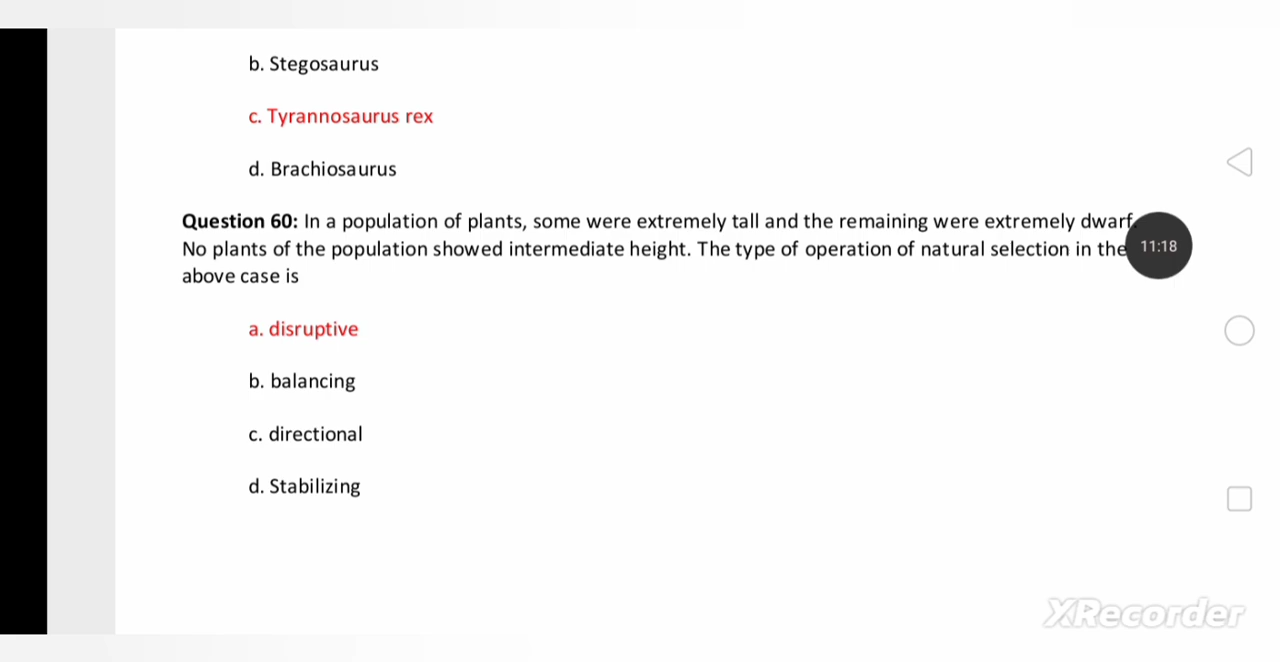 b. Stegosaurus
c. Tyrannosaurus rex
d. Brachiosaurus
Question 60: In a population of plants, some were extremely tall and the remaining were extremely dwarf.
No plants of the population showed intermediate height. The type of operation of natural selection in the
11:18
above case is
a. disruptive
b. balancing
c. directional
d. Stabilizing
XRecorder